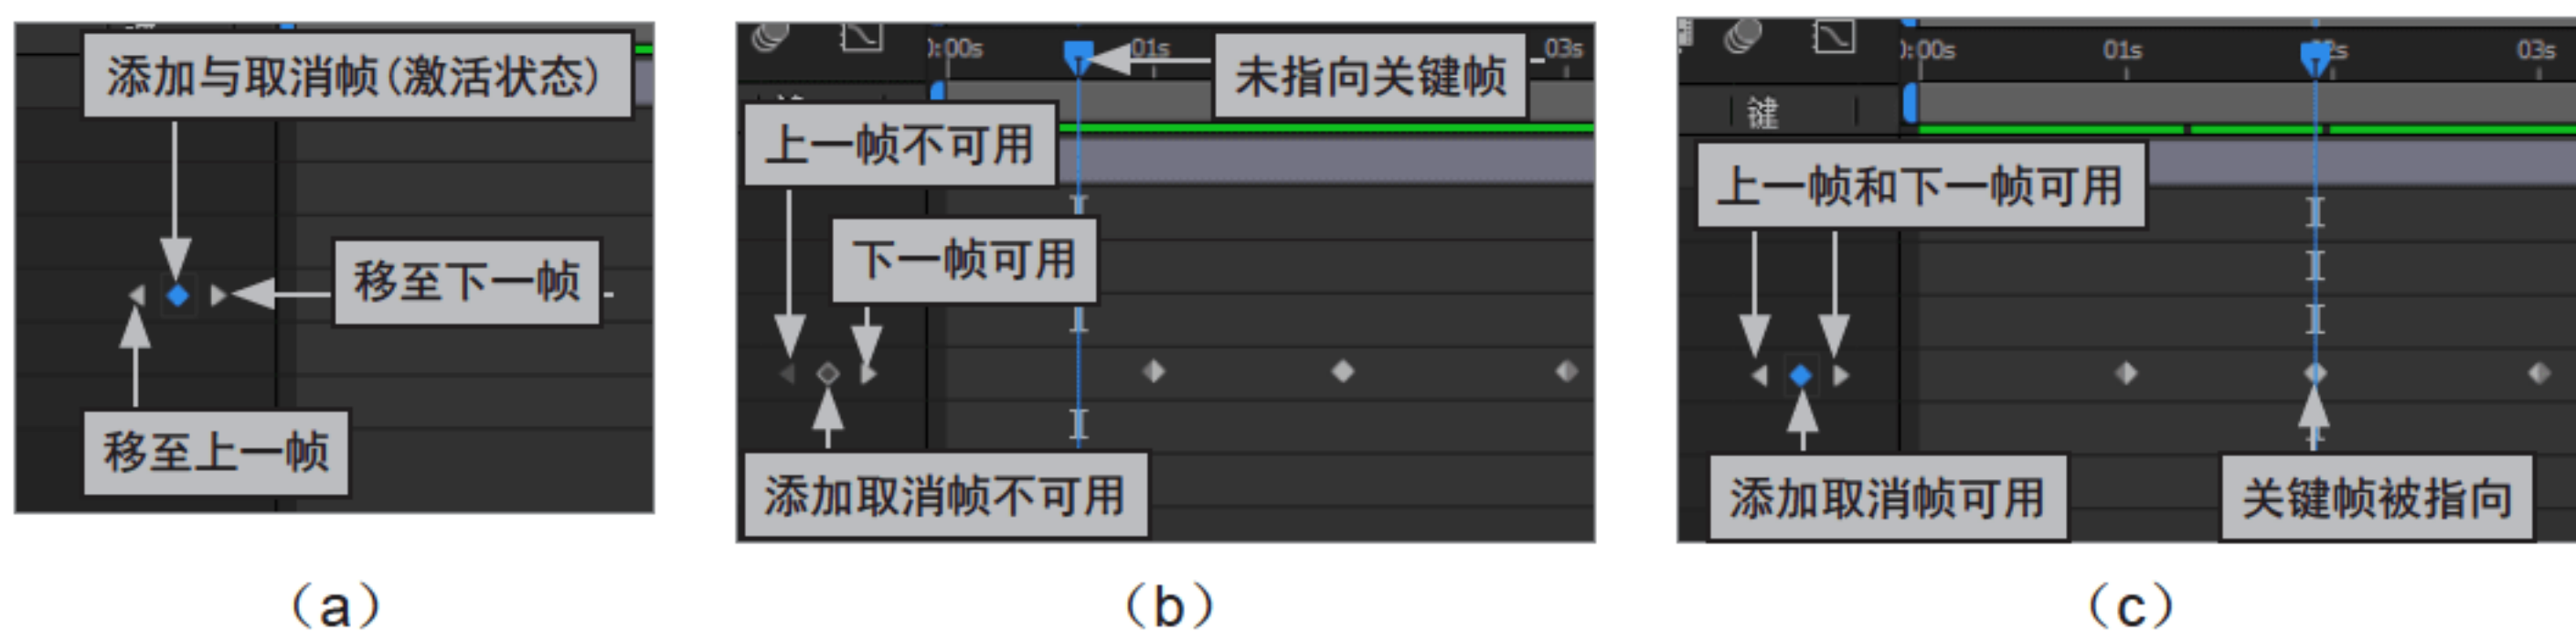 添加与取消帧(激活状态)
移至下一帧
移至上一帧
(a)
0:00s
01s
03s
未指向关键帧
上一帧不可用
下一帧可用
添加取消帧不可用
(b)
0:00s
01s
03s
键
上一帧和下一帧可用
添加取消帧可用
关键帧被指向
(c)